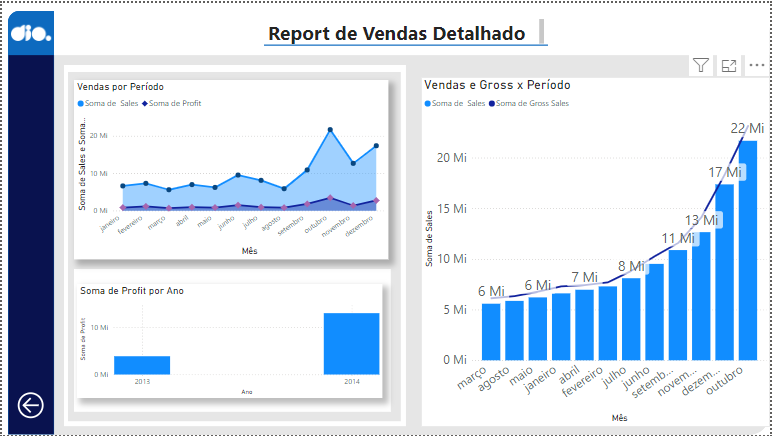 dio.
Report de Vendas Detalhado
Vendas por Período
Soma de Sales Soma de Profit
Soma de Sales e Soma...
20 Mi
10 Mi
0 Mi
janeiro
fevereiro
março
abril
maio
junho
julho
agosto
setembro
outubro
novembro
dezembro
Mês
Soma de Profit por Ano
Soma de Profit
10 Mi
0 Mi
2013
2014
Ano
Vendas e Gross x Período
Soma de Sales Soma de Gross Sales
Soma de Sales
20 Mi
15 Mi
10 Mi
5 Mi
0 Mi
6 Mi
6 Mi
7 Mi
8 Mi
11 Mi
13 Mi
17 Mi
22 Mi
março
agosto
maio
janeiro
abril
fevereiro
julho
junho
setemb...
novem...
dezem...
outubro
Mês